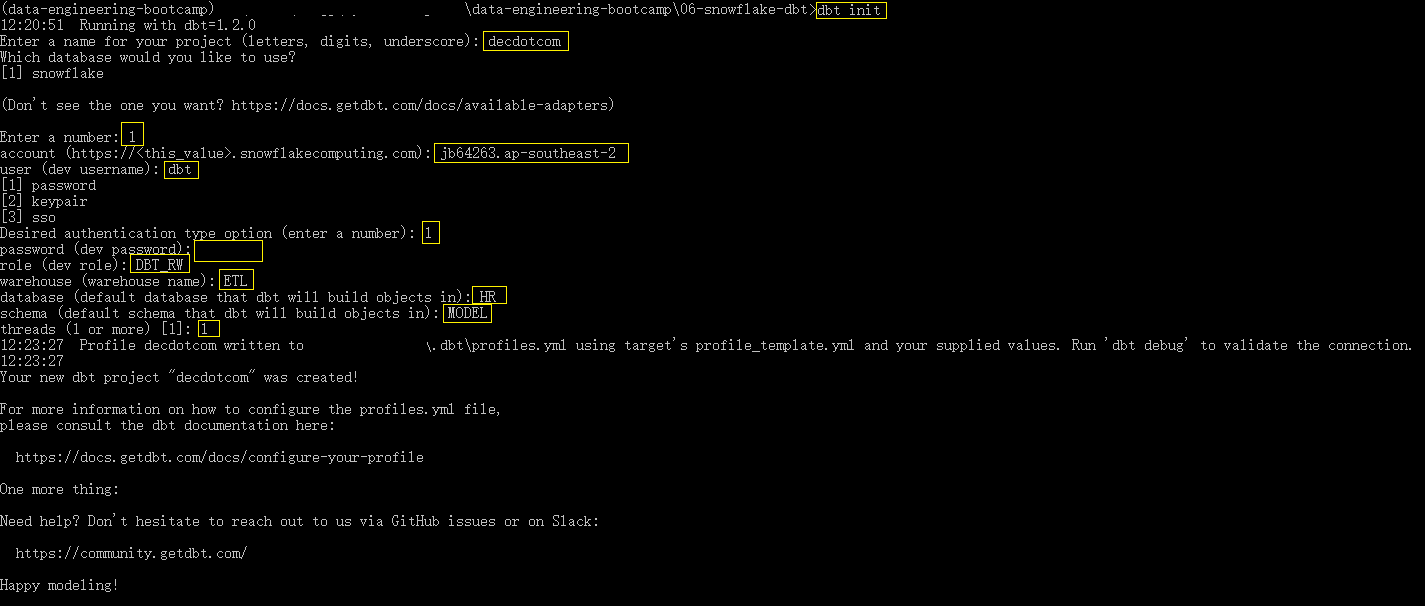 (data-engineering-bootcamp) \data-engineering-bootcamp\06-snowflake-dbt>dbt init
12:20:51  Running with dbt=1.2.0
Enter a name for your project (letters, digits, underscore): decdotcom
Which database would you like to use?
[1] snowflake
(Don't see the one you want? https://docs.getdbt.com/docs/available-adapters)
Enter a number: 1
account (https://<this_value>.snowflakecomputing.com): jb64263.ap-southeast-2
user (dev username): dbt
[1] password
[2] keypair
[3] sso
Desired authentication type option (enter a number): 1
password (dev password):
role (dev role): DBT_RW
warehouse (warehouse name): ETL
database (default database that dbt will build objects in): HR
schema (default schema that dbt will build objects in): MODEL
threads (1 or more) [1]: 1
12:23:27  Profile decdotcom written to \.dbt\profiles.yml using target's profile_template.yml and your supplied values. Run 'dbt debug' to validate the connection.
12:23:27
Your new dbt project "decdotcom" was created!
For more information on how to configure the profiles.yml file,
please consult the dbt documentation here:
https://docs.getdbt.com/docs/configure-your-profile
One more thing:
Need help? Don't hesitate to reach out to us via GitHub issues or on Slack:
https://community.getdbt.com/
Happy modeling!